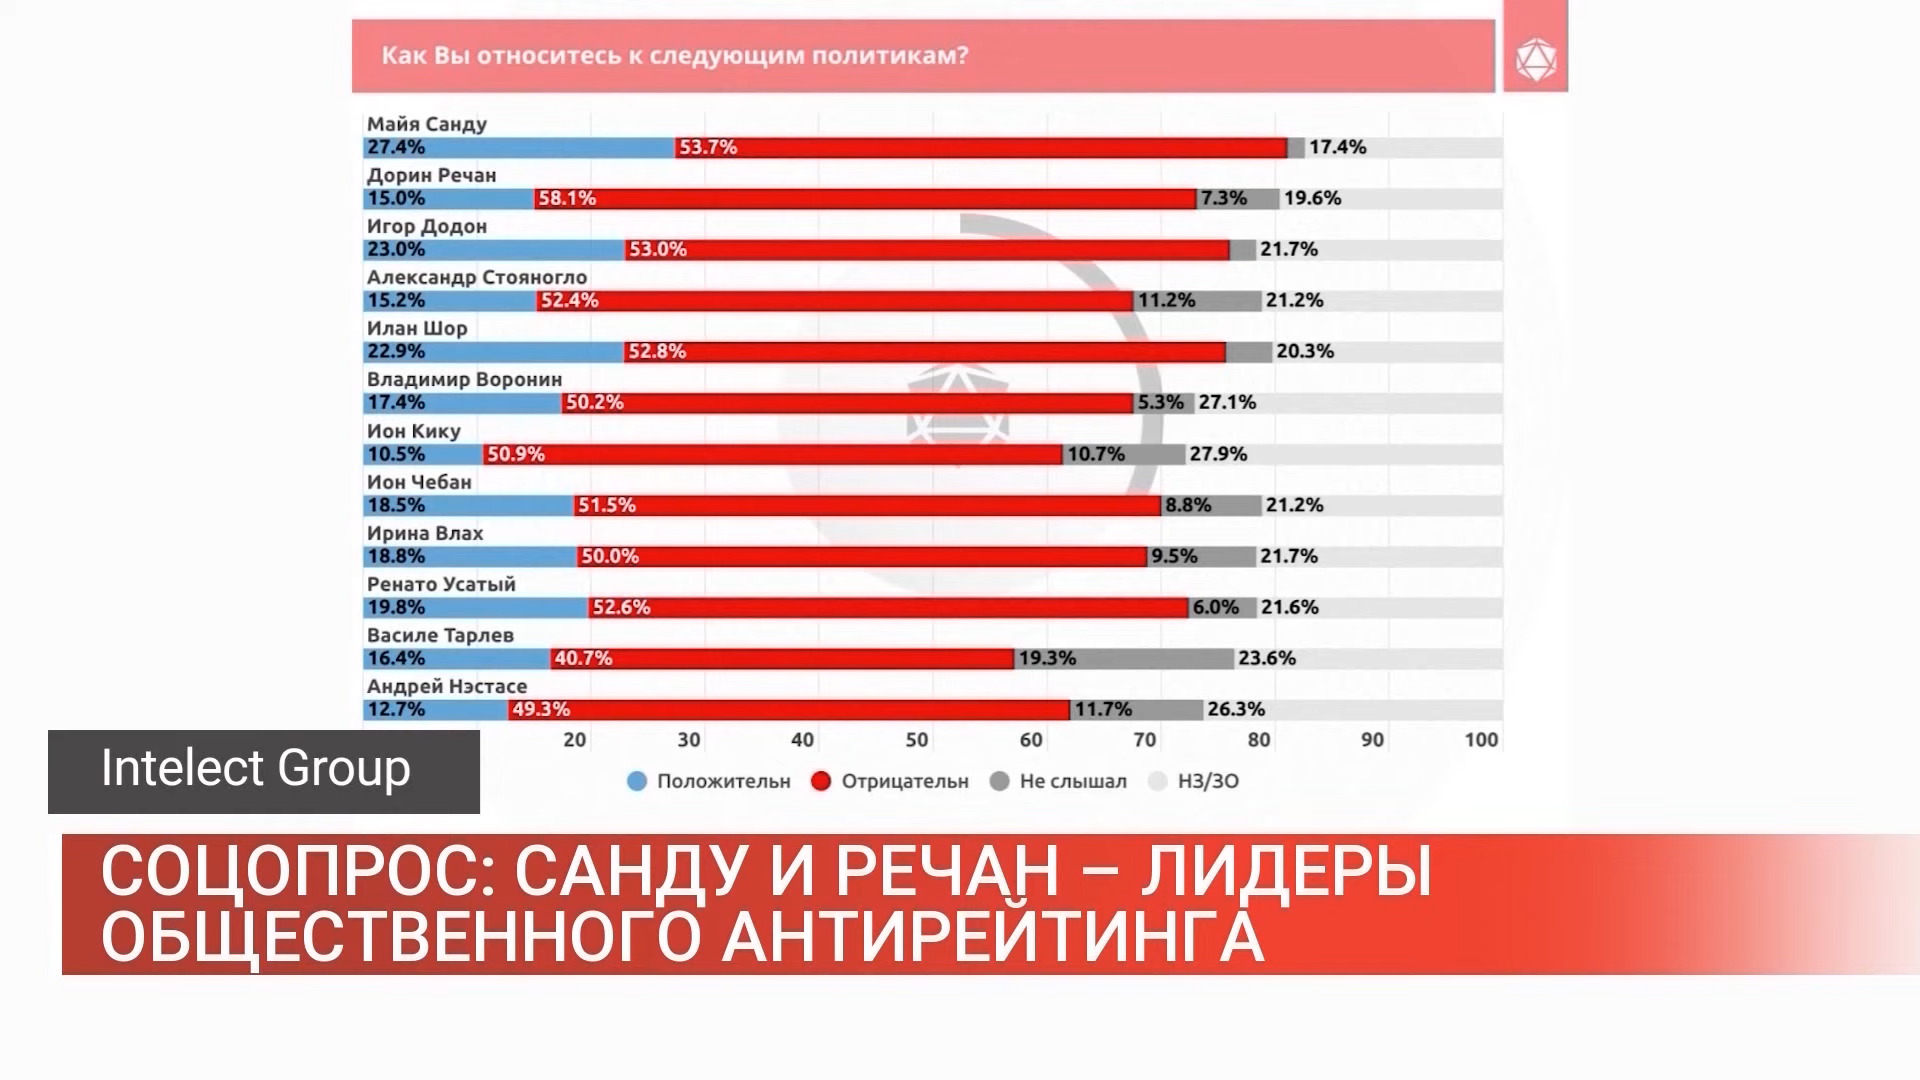 Как Вы относитесь к следующим политикам?
Майя Санду
27.4% 53.7% 17.4%
Дорин Речан
15.0% 58.1% 7.3% 19.6%
Игор Додон
23.0% 53.0% 21.7%
Александр Стояногло
15.2% 52.4% 11.2% 21.2%
Илан Шор
22.9% 52.8% 20.3%
Владимир Воронин
17.4% 50.2% 5.3% 27.1%
Ион Кику
10.5% 50.9% 10.7% 27.9%
Ион Чебан
18.5% 51.5% 8.8% 21.2%
Ирина Влах
18.8% 50.0% 9.5% 21.7%
Ренато Усатый
19.8% 52.6% 6.0% 21.6%
Василе Тарлев
16.4% 40.7% 19.3% 23.6%
Андрей Нэстасе
12.7% 49.3% 11.7% 26.3%
20 30 40 50 60 70 80 90 100
Положительн Отрицательн Не слышал НЗ/ЗО
Intelect Group
СОЦОПРОС: САНДУ И РЕЧАН – ЛИДЕРЫ
ОБЩЕСТВЕННОГО АНТИРЕЙТИНГА